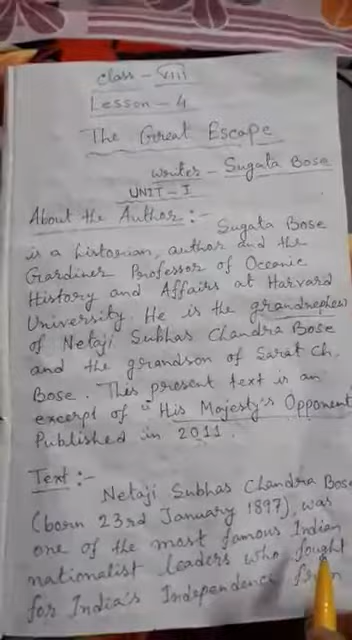 Class - VIII
Lesson - 4
The Great Escape
writer - Sugata Bose
UNIT - I
About the Author :-
Sugata Bose
is a historian, author and the
Gardiner Professor of Oceanic
History and Affairs at Harvard
University. He is the grandnephew
of Netaji Subhas Chandra Bose
and the grandson of Sarat Ch.
Bose. This present text is an
excerpt of "His Majesty's Opponent
Published in 2011.
Text :-
Netaji Subhas Chandra Bose
(born 23rd January 1897), was
one of the most famous Indian
nationalist leaders who fought
for India's Independence from